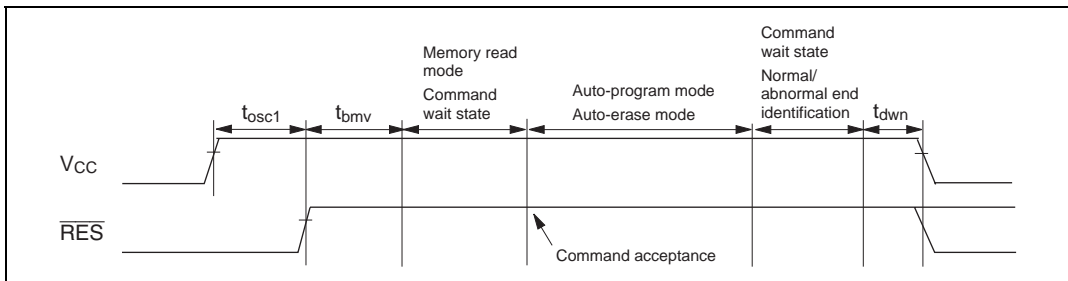 Memory read
mode
Command
wait state
Auto-program mode
Auto-erase mode
Command
wait state
Normal/
abnormal end
identification
tosc1
tbmv
tdwn
VCC
RES
Command acceptance